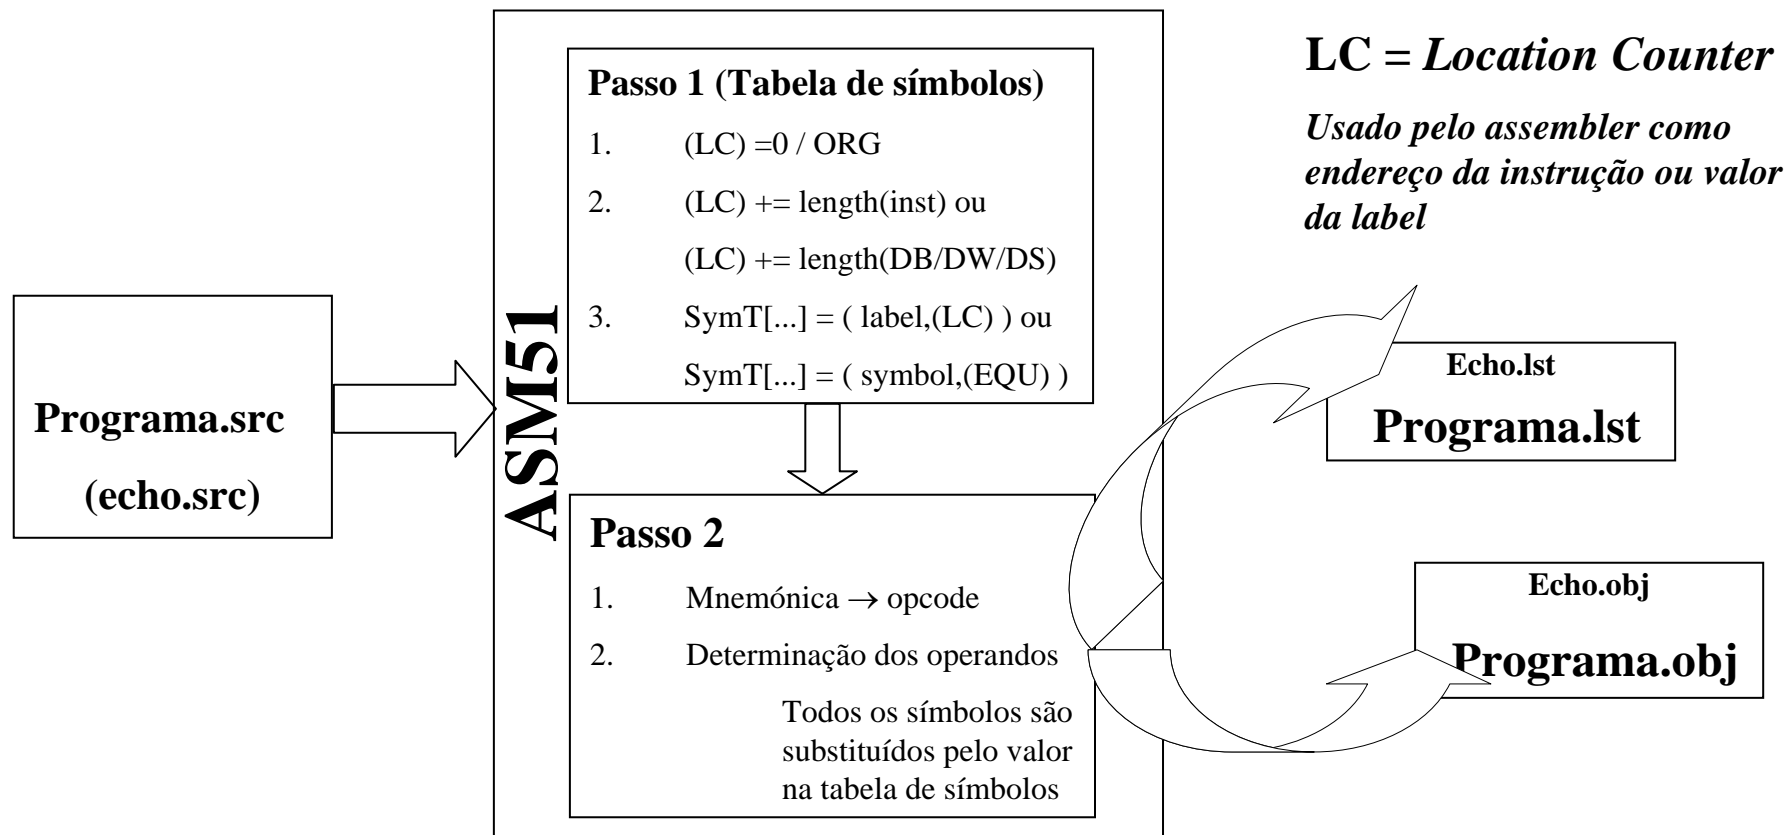 Programa.src
(echo.src)
ASM51
Passo 1 (Tabela de símbolos)
1. (LC) =0 / ORG
2. (LC) += length(inst) ou
(LC) += length(DB/DW/DS)
3. SymT[...] = ( label,(LC) ) ou
SymT[...] = ( symbol,(EQU) )
Passo 2
1. Mnemónica → opcode
2. Determinação dos operandos
Todos os símbolos são
substituídos pelo valor
na tabela de símbolos
LC = Location Counter
Usado pelo assembler como
endereço da instrução ou valor
da label
Echo.lst
Programa.lst
Echo.obj
Programa.obj